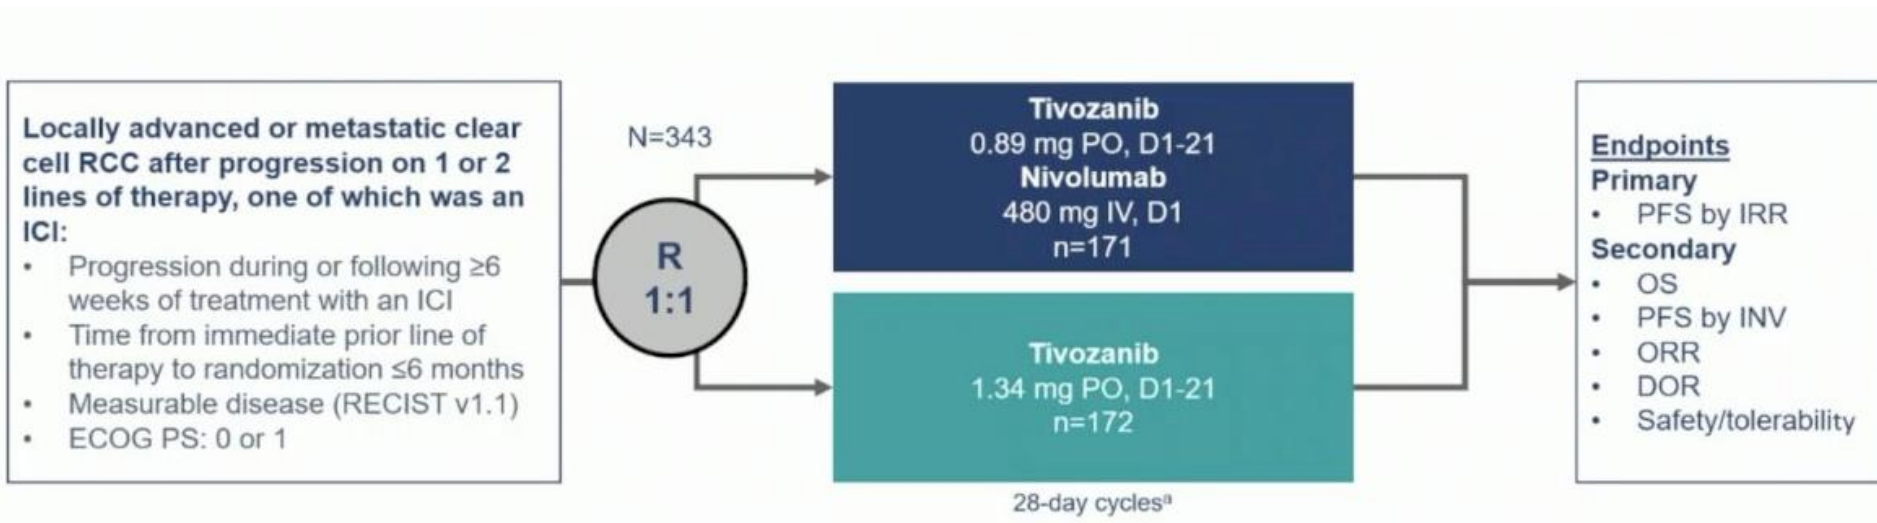 Locally advanced or metastatic clear
cell RCC after progression on 1 or 2
lines of therapy, one of which was an
ICI:
• Progression during or following ≥6
weeks of treatment with an ICI
• Time from immediate prior line of
therapy to randomization ≤6 months
• Measurable disease (RECIST v1.1)
• ECOG PS: 0 or 1
N=343
R
1:1
Tivozanib
0.89 mg PO, D1-21
Nivolumab
480 mg IV, D1
n=171
Tivozanib
1.34 mg PO, D1-21
n=172
28-day cyclesᵃ
Endpoints
Primary
• PFS by IRR
Secondary
• OS
• PFS by INV
• ORR
• DOR
• Safety/tolerability